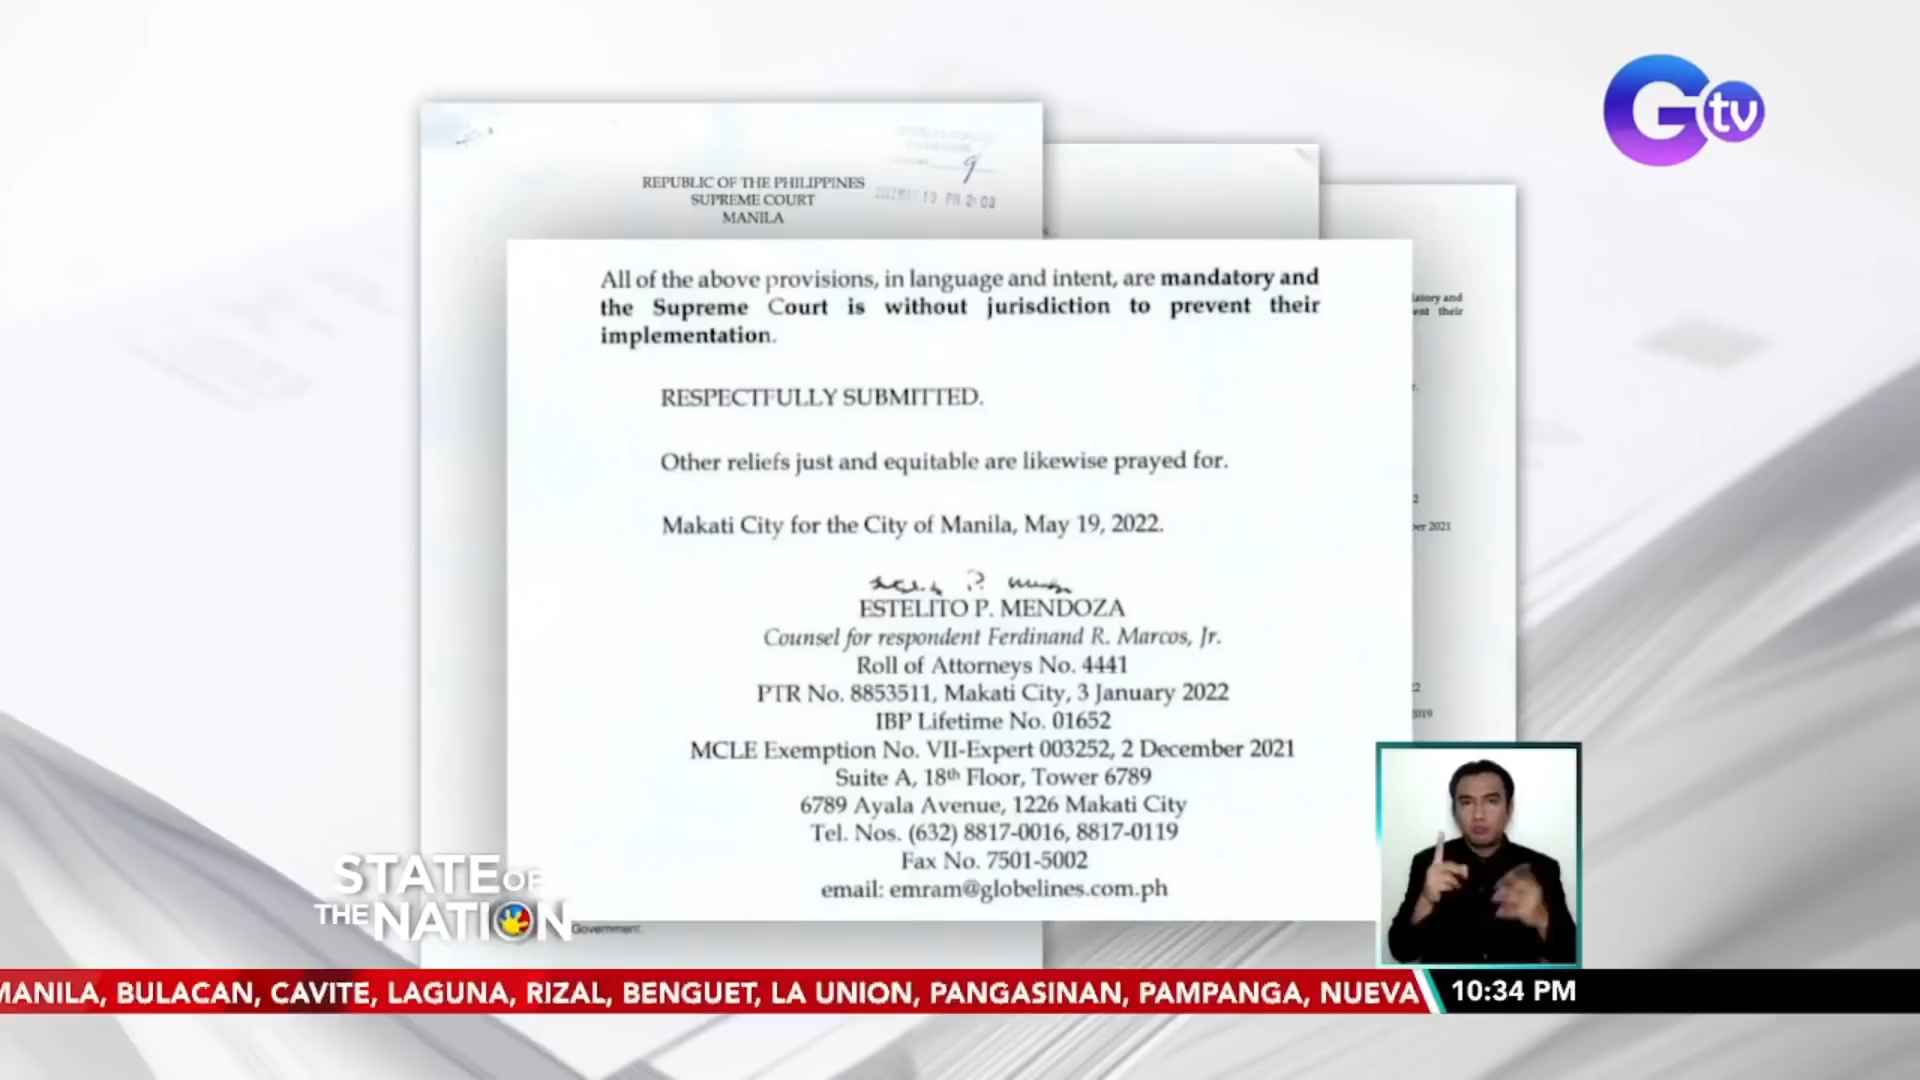 G tv
REPUBLIC OF THE PHILIPPINES
SUPREME COURT
MANILA
All of the above provisions, in language and intent, are mandatory and
the Supreme Court is without jurisdiction to prevent their
implementation.
RESPECTFULLY SUBMITTED.
Other reliefs just and equitable are likewise prayed for.
Makati City for the City of Manila, May 19, 2022.
ESTELITO P. MENDOZA
Counsel for respondent Ferdinand R. Marcos, Jr.
Roll of Attorneys No. 4441
PTR No. 8853511, Makati City, 3 January 2022
IBP Lifetime No. 01652
MCLE Exemption No. VII-Expert 003252, 2 December 2021
Suite A, 18th Floor, Tower 6789
6789 Ayala Avenue, 1226 Makati City
Tel. Nos. (632) 8817-0016, 8817-0119
Fax No. 7501-5002
email: emram@globelines.com.ph
Government.
STATE OF
THE NATION
MANILA, BULACAN, CAVITE, LAGUNA, RIZAL, BENGUET, LA UNION, PANGASINAN, PAMPANGA, NUEVA
10:34 PM